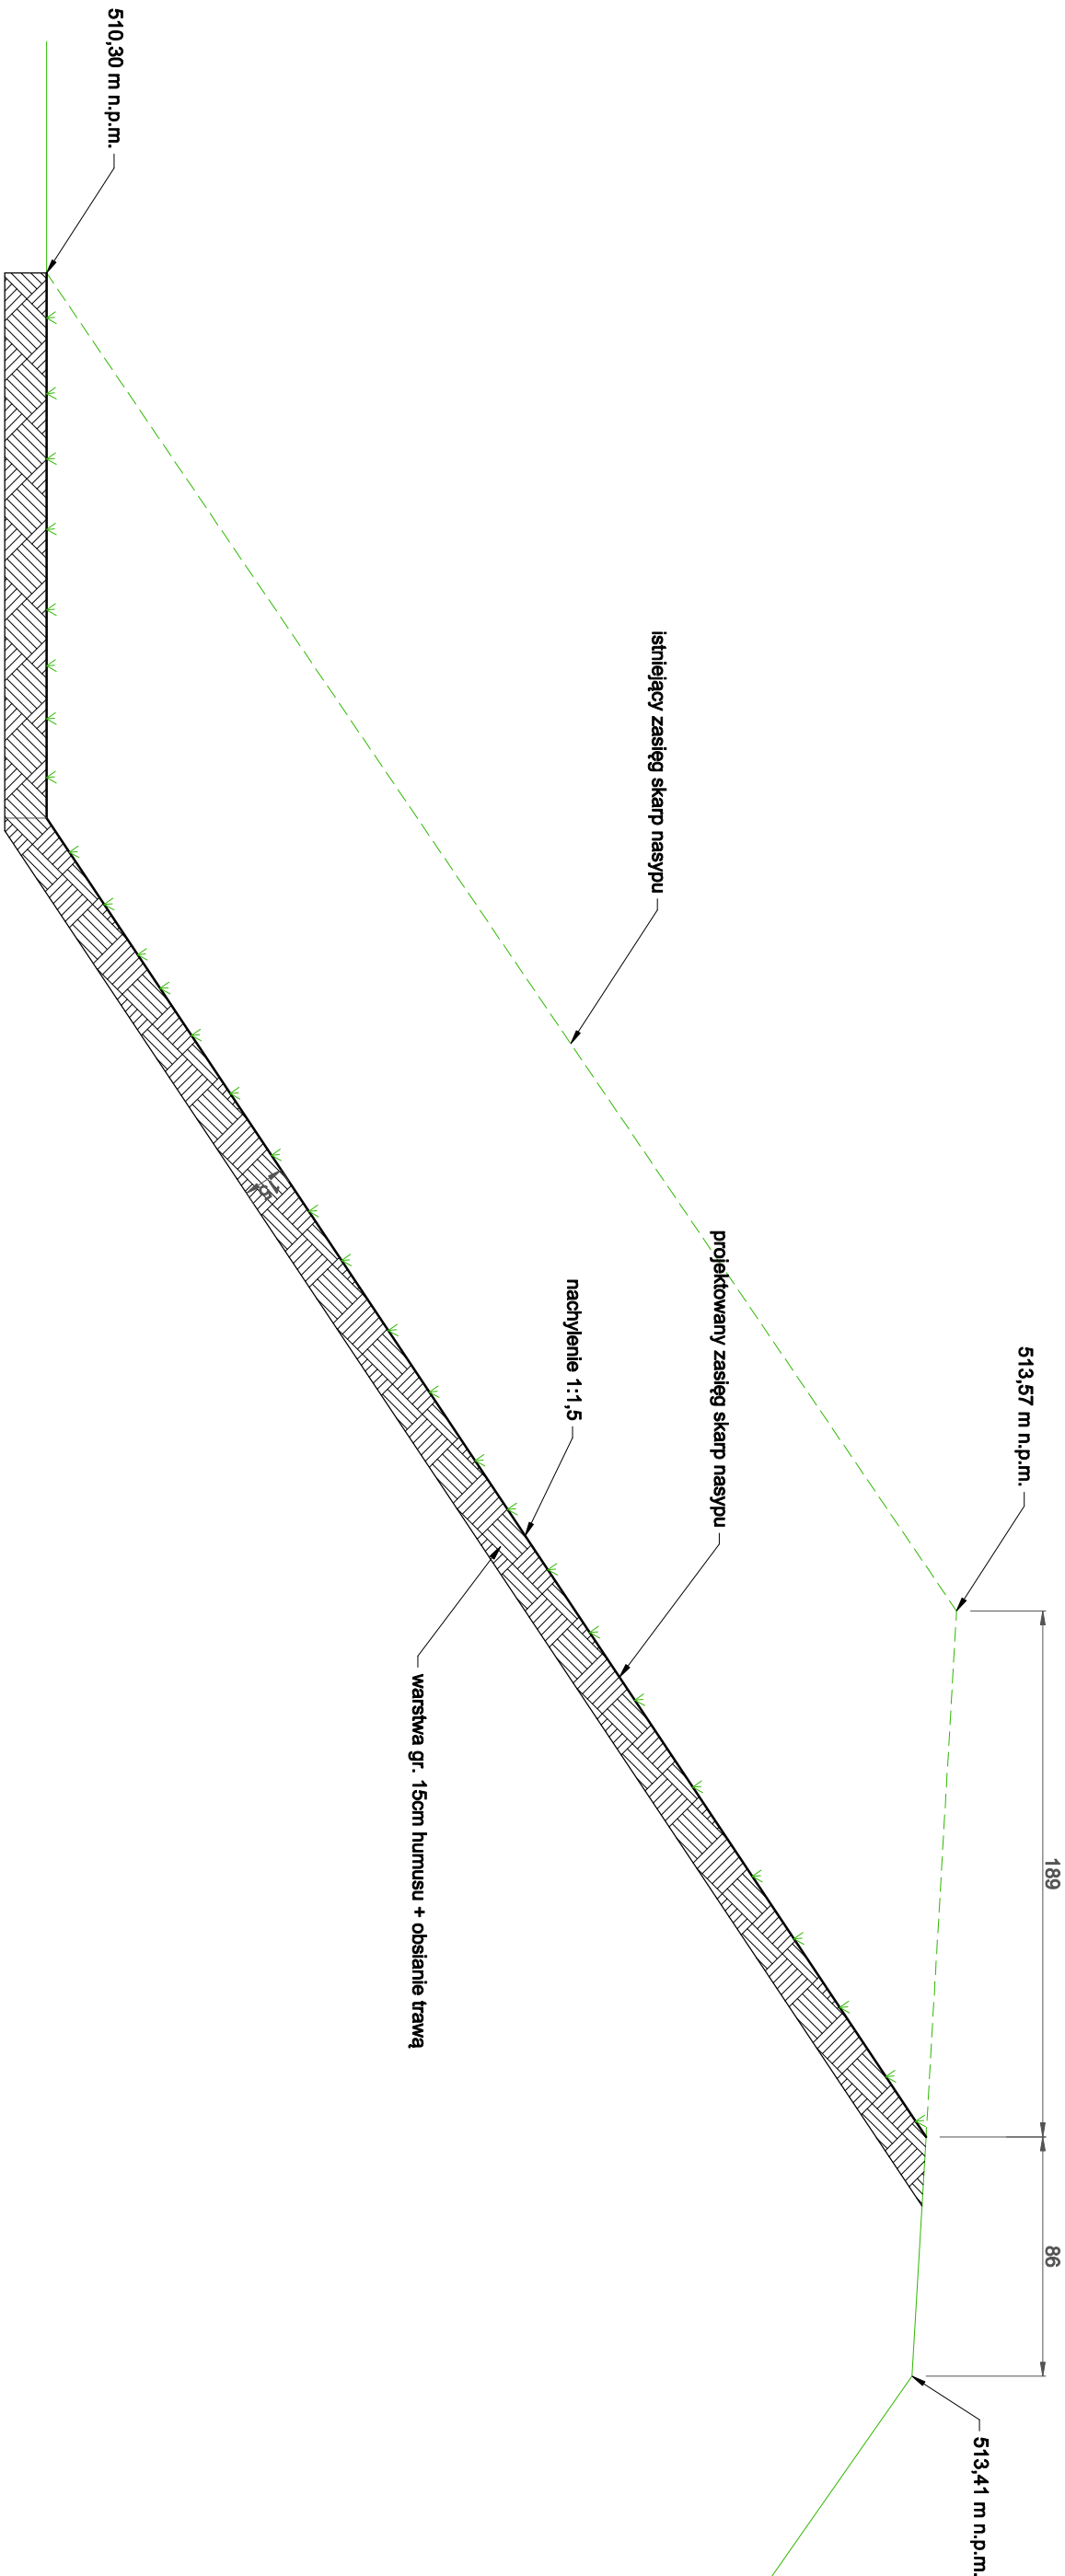 510,30 m n.p.m.
istniejący zasięg skarp nasypu
projektowany zasięg skarp nasypu
nachylenie 1:1,5
513,57 m n.p.m.
189
86
513,41 m n.p.m.
warstwa gr. 15cm humusu + obsianie trawą
15